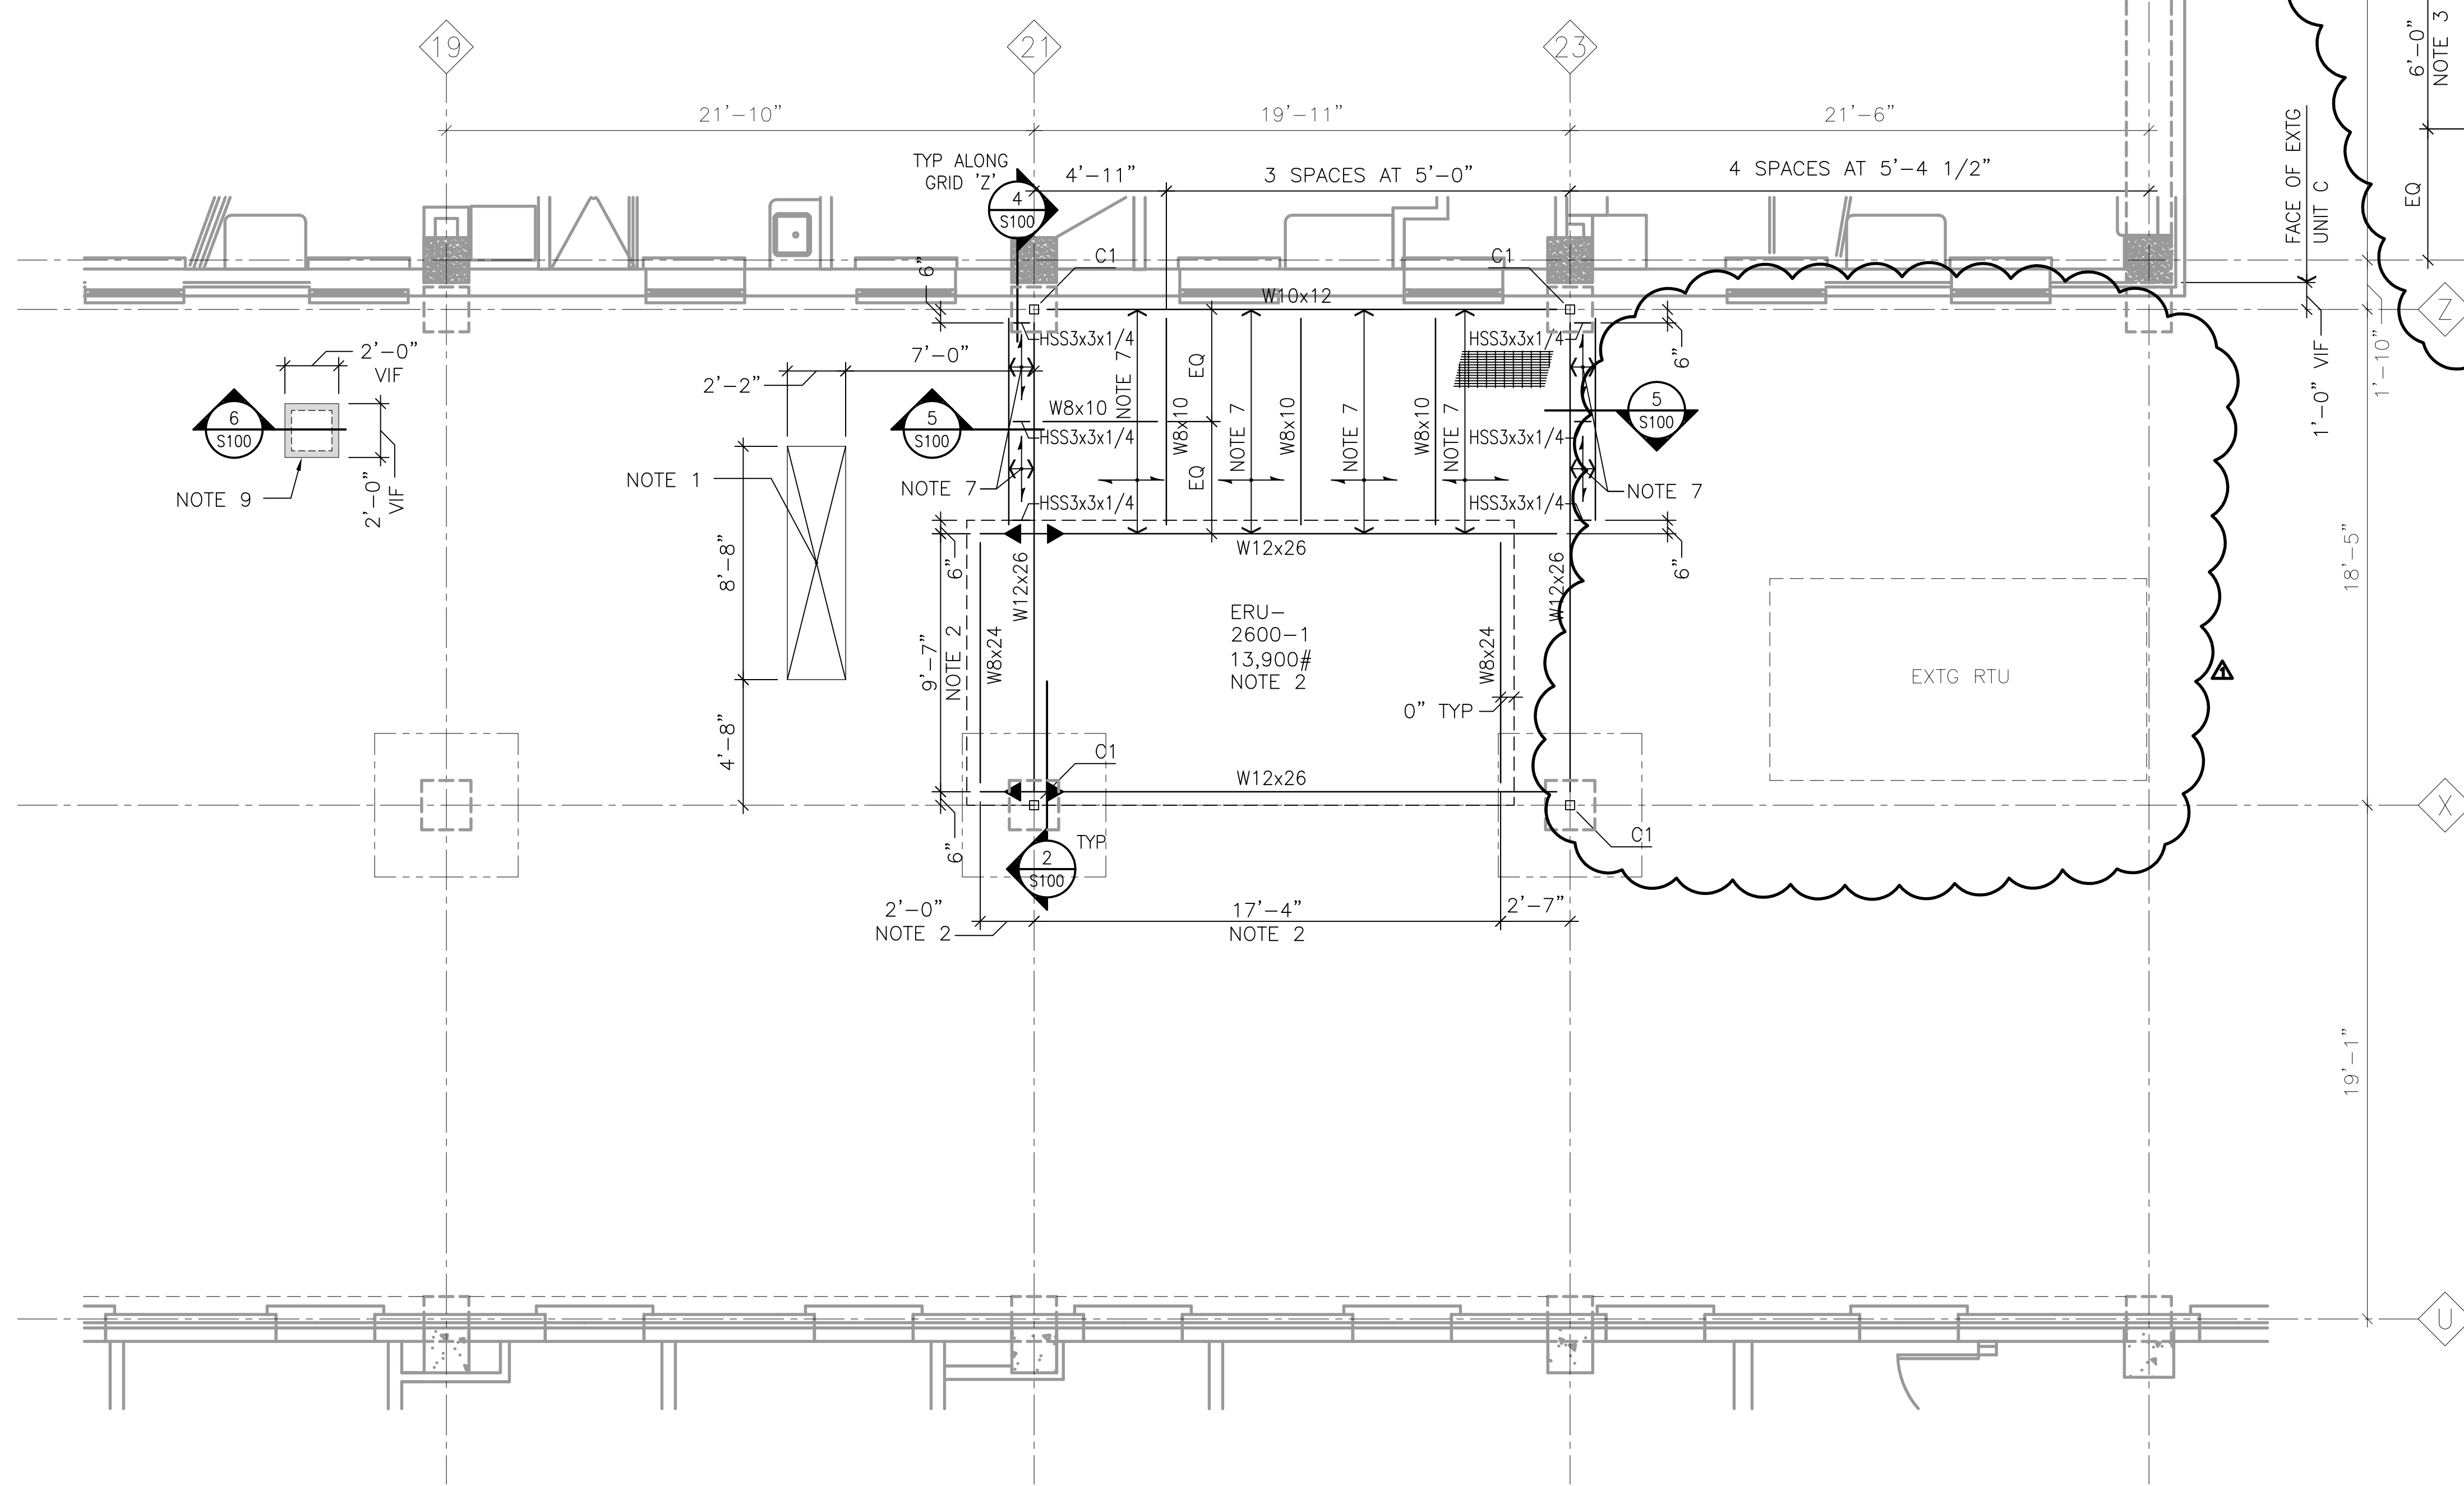 19
21
23
6'-0"
NOTE 3
21'-10"
19'-11"
21'-6"
TYP ALONG
GRID 'Z'
4
S100
4'-11"
3 SPACES AT 5'-0"
4 SPACES AT 5'-4 1/2"
FACE OF EXTG
UNIT C
EQ
C1
C1
6"
W10x12
Z
HSS3x3x1/4
HSS3x3x1/4
2'-0"
VIF
7'-0"
2'-2"
NOTE 7
EQ
6"
1'-10"
1'-0" VIF
6
S100
5
S100
W8x10
W8x10
NOTE 7
W8x10
NOTE 7
W8x10
NOTE 7
5
S100
HSS3x3x1/4
HSS3x3x1/4
EQ
NOTE 9
2'-0"
VIF
NOTE 1
NOTE 7
NOTE 7
HSS3x3x1/4
HSS3x3x1/4
8'-8"
6"
W12x26
W12x26
W12x26
6"
18'-5"
9'-7"
NOTE 2
W8x24
ERU-
2600-1
13,900#
NOTE 2
W8x24
EXTG RTU
1
0" TYP
4'-8"
C1
W12x26
X
6"
TYP
2
S100
C1
2'-0"
NOTE 2
17'-4"
NOTE 2
2'-7"
19'-1"
U